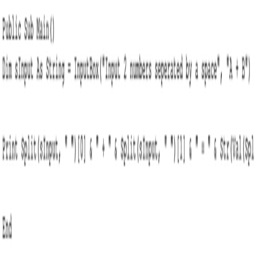 Public Sub Main()
Dim sInput As String = InputBox("Input 2 numbers seperated by a space", "A + B")
Print Split(sInput, " ")[0] & " + " & Split(sInput, " ")[1] & " = " & Str(Val(Spl
End